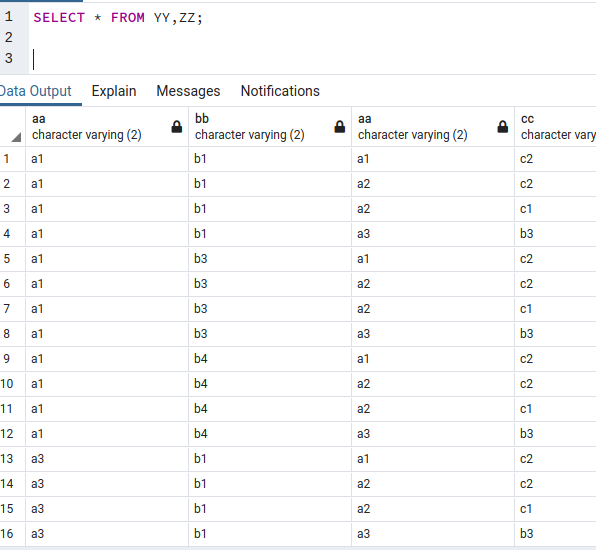 1 SELECT * FROM YY,ZZ;
2
3
Data Output Explain Messages Notifications
aa bb aa cc
character varying (2) character varying (2) character varying (2) character vary
1 a1 b1 a1 c2
2 a1 b1 a2 c2
3 a1 b1 a2 c1
4 a1 b1 a3 b3
5 a1 b3 a1 c2
6 a1 b3 a2 c2
7 a1 b3 a2 c1
8 a1 b3 a3 b3
9 a1 b4 a1 c2
10 a1 b4 a2 c2
11 a1 b4 a2 c1
12 a1 b4 a3 b3
13 a3 b1 a1 c2
14 a3 b1 a2 c2
15 a3 b1 a2 c1
16 a3 b1 a3 b3